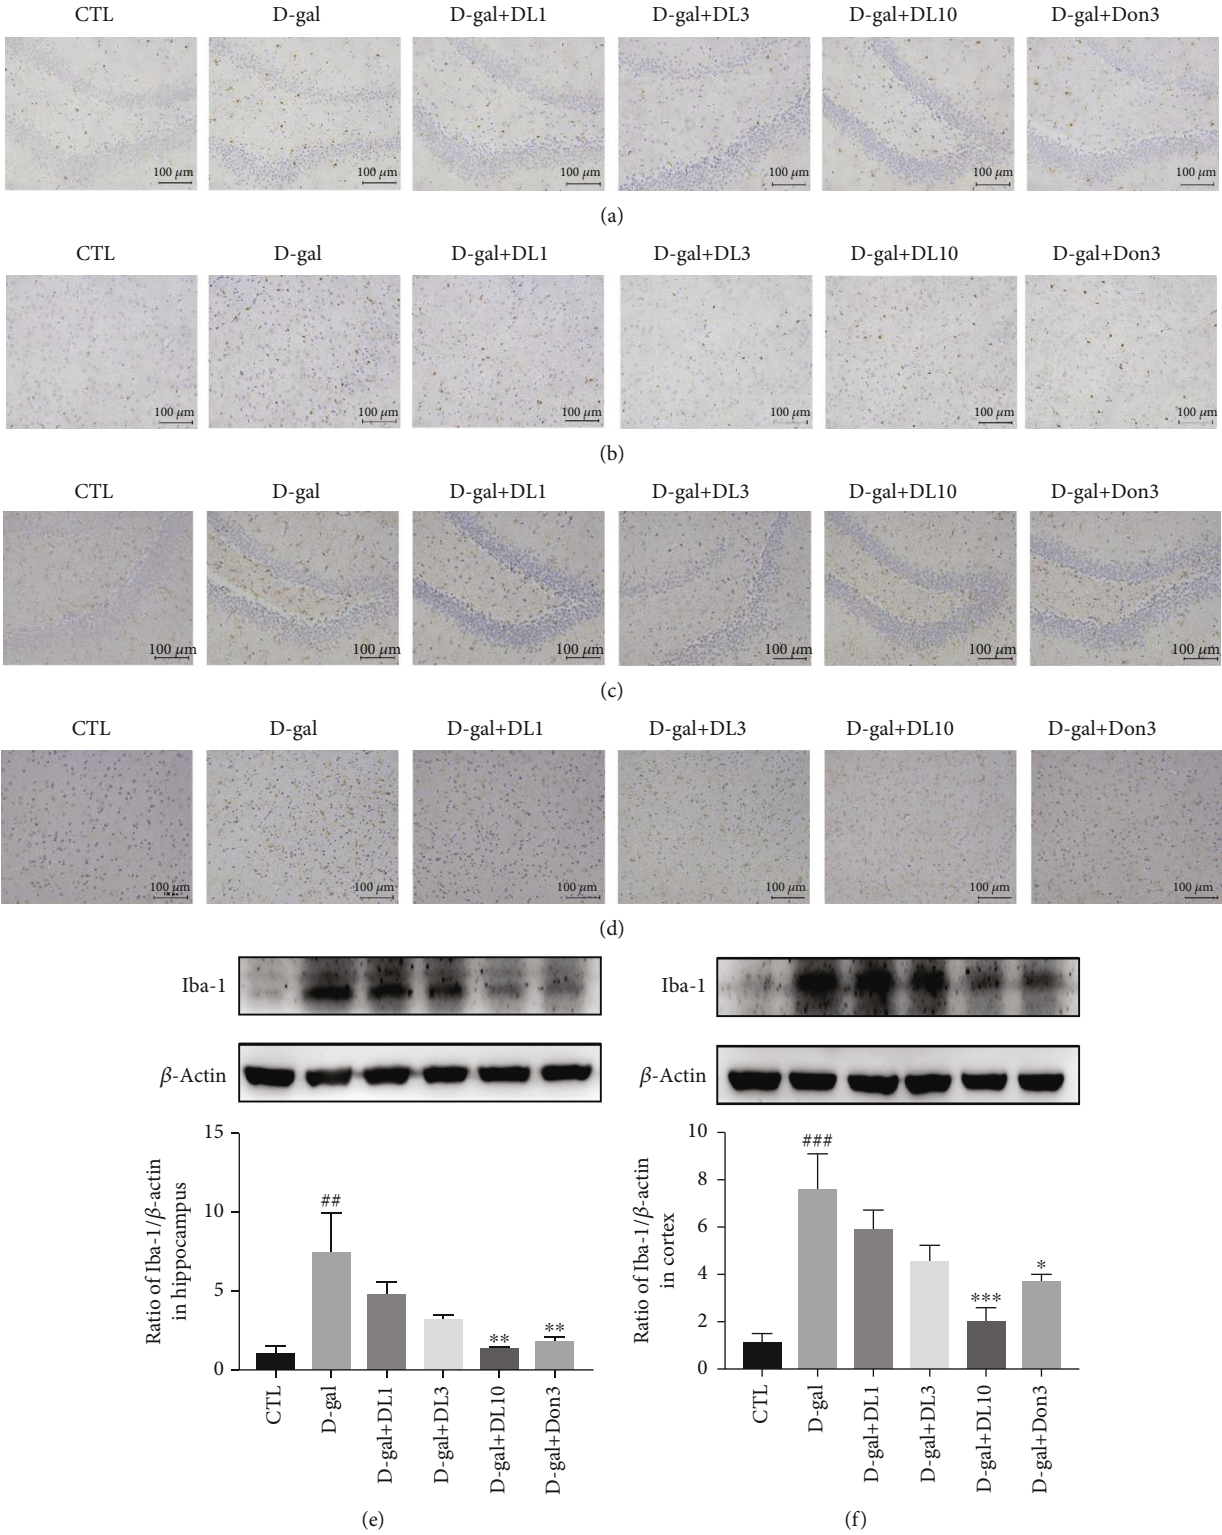 CTL D-gal D-gal+DL1 D-gal+DL3 D-gal+DL10 D-gal+Don3
100 μm 100 μm 100 μm 100 μm 100 μm 100 μm
(a)
CTL D-gal D-gal+DL1 D-gal+DL3 D-gal+DL10 D-gal+Don3
100 μm 100 μm 100 μm 100 μm 100 μm 100 μm
(b)
CTL D-gal D-gal+DL1 D-gal+DL3 D-gal+DL10 D-gal+Don3
100 μm 100 μm 100 μm 100 μm 100 μm 100 μm
(c)
CTL D-gal D-gal+DL1 D-gal+DL3 D-gal+DL10 D-gal+Don3
100 μm 100 μm 100 μm 100 μm 100 μm 100 μm
(d)
Iba-1
β-Actin
Ratio of Iba-1/β-actin
in hippocampus
15
10
5
0
##
**
**
CTL
D-gal
D-gal+DL1
D-gal+DL3
D-gal+DL10
D-gal+Don3
(e)
Iba-1
β-Actin
Ratio of Iba-1/β-actin
in cortex
10
8
6
4
2
0
###
***
*
CTL
D-gal
D-gal+DL1
D-gal+DL3
D-gal+DL10
D-gal+Don3
(f)